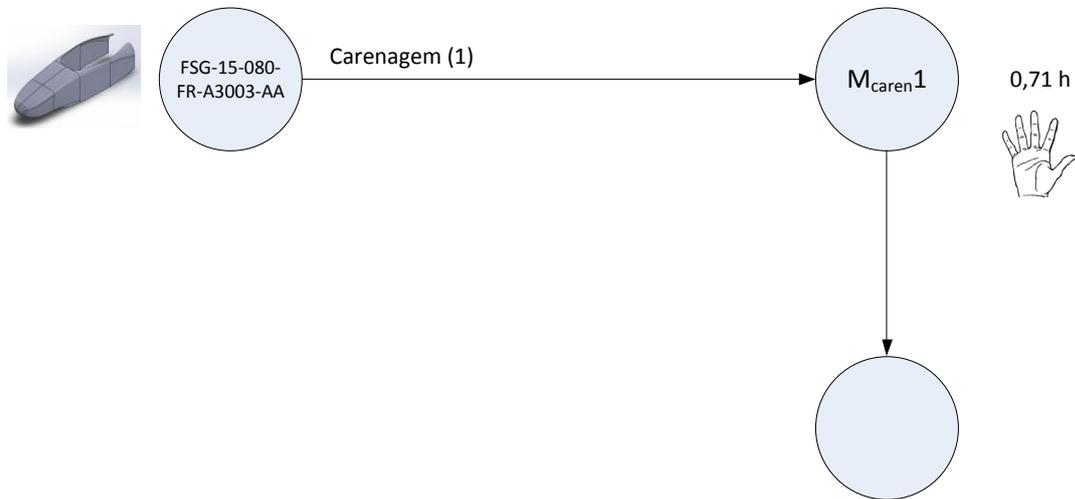 FSG-15-080-
FR-A3003-AA
Carenagem (1)
Mcaren1
0,71 h